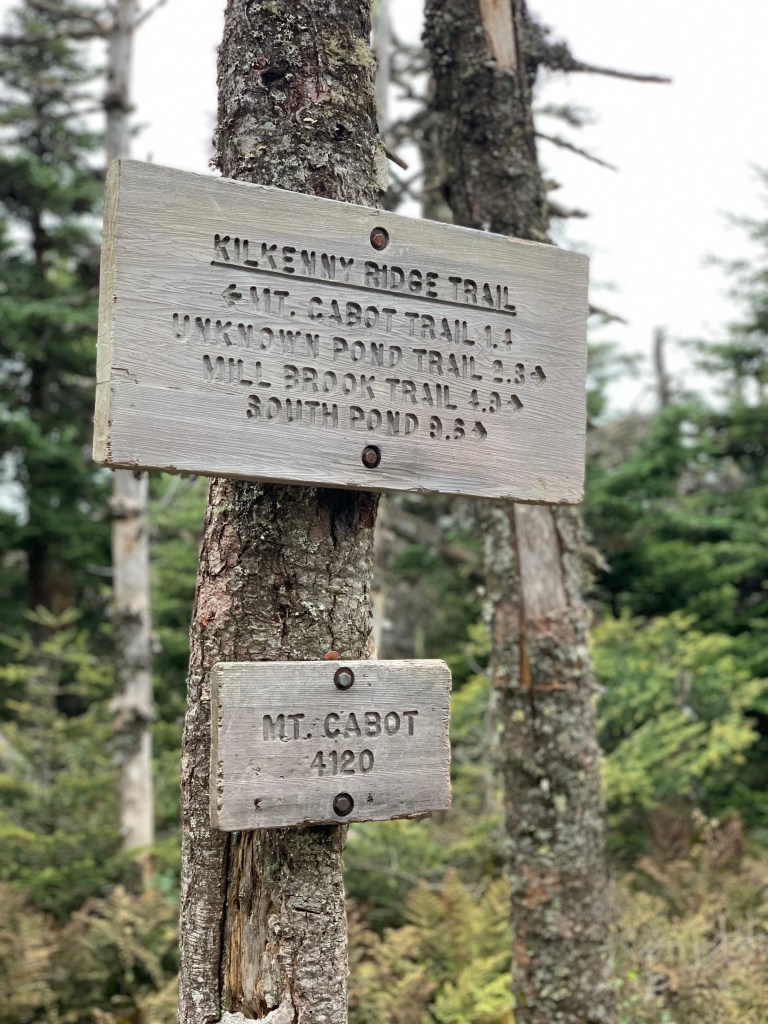 KILKENNY RIDGE TRAIL
←MT. CABOT TRAIL 1.4
UNKNOWN POND TRAIL 2.8→
MILL BROOK TRAIL 4.9→
SOUTH POND 9.6→
MT. CABOT
4120